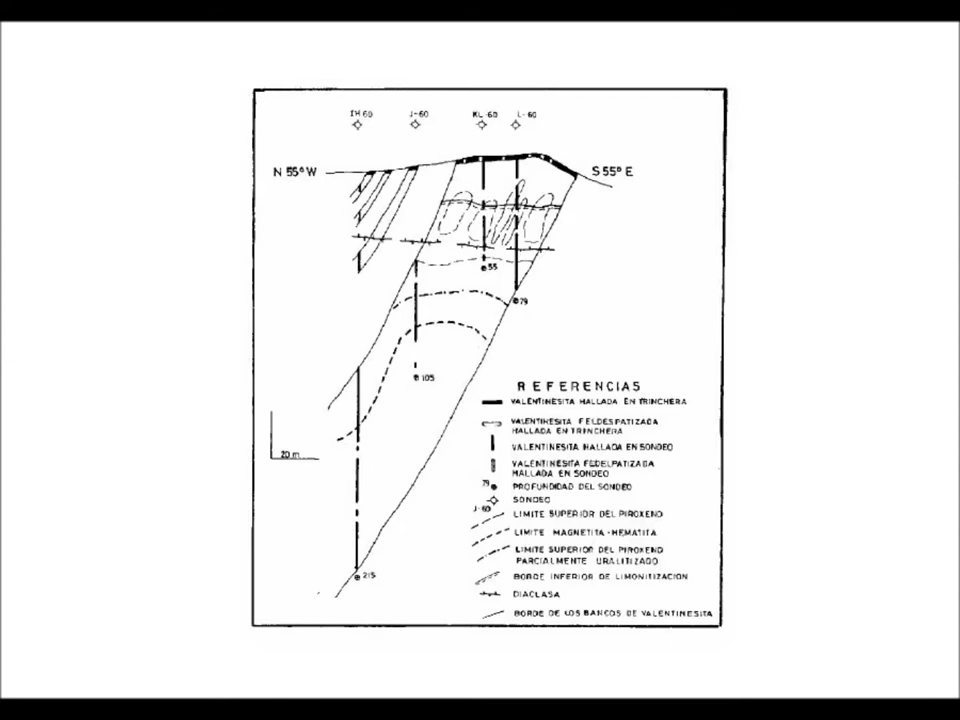 IH 60 J-60 KL-60 L-60
N 55° W S 55° E
55
79
105
215
20 m
REFERENCIAS
VALENTINESITA HALLADA EN TRINCHERA
VALENTINESITA FELDESPATIZADA
HALLADA EN TRINCHERA
VALENTINESITA HALLADA EN SONDEO
VALENTINESITA FEDELPATIZADA
HALLADA EN SONDEO
79 PROFUNDIDAD DEL SONDEO
SONDEO
J-60
LIMITE SUPERIOR DEL PIROXENO
LIMITE MAGNETITA-HEMATITA
LIMITE SUPERIOR DEL PIROXENO
PARCIALMENTE URALITIZADO
BORDE INFERIOR DE LIMONITIZACION
DIACLASA
BORDE DE LOS BANCOS DE VALENTINESITA